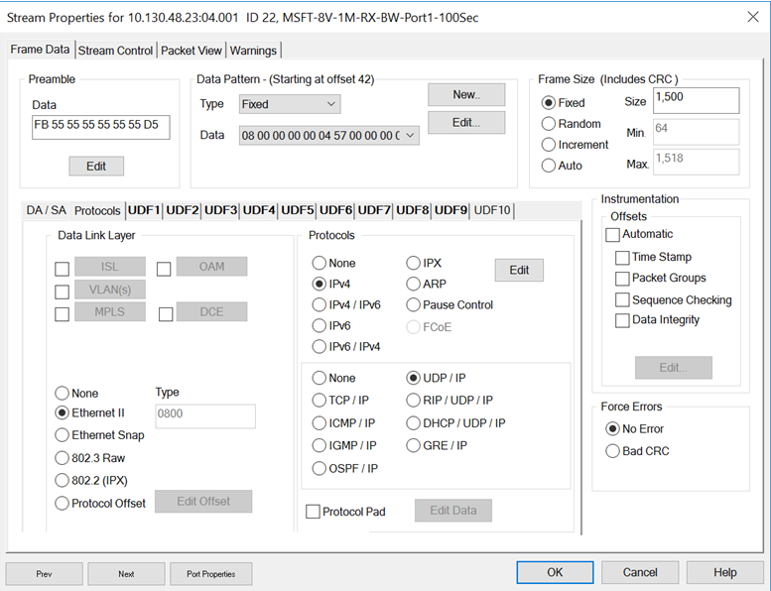 Stream Properties for 10.130.48.23:04.001 ID 22, MSFT-8V-1M-RX-BW-Port1-100Sec
Frame Data Stream Control Packet View Warnings
Preamble
Data
FB 55 55 55 55 55 55 D5
Edit
Data Pattern - (Starting at offset 42)
Type Fixed
Data 08 00 00 00 00 04 57 00 00 00 0
New..
Edit...
Frame Size (Includes CRC )
Fixed
Random
Increment
Auto
Size 1,500
Min. 64
Max. 1,518
DA / SA Protocols UDF1 UDF2 UDF3 UDF4 UDF5 UDF6 UDF7 UDF8 UDF9 UDF10
Data Link Layer
ISL OAM
VLAN(s)
MPLS DCE
None
Ethernet II
Ethernet Snap
802.3 Raw
802.2 (IPX)
Protocol Offset
Type
0800
Edit Offset
Protocols
None IPX
IPv4 ARP
IPv4 / IPv6 Pause Control
IPv6 FCoE
IPv6 / IPv4
Edit
None UDP / IP
TCP / IP RIP / UDP / IP
ICMP / IP DHCP / UDP / IP
IGMP / IP GRE / IP
OSPF / IP
Protocol Pad Edit Data
Instrumentation
Offsets
Automatic
Time Stamp
Packet Groups
Sequence Checking
Data Integrity
Edit...
Force Errors
No Error
Bad CRC
Prev Next Port Properties OK Cancel Help